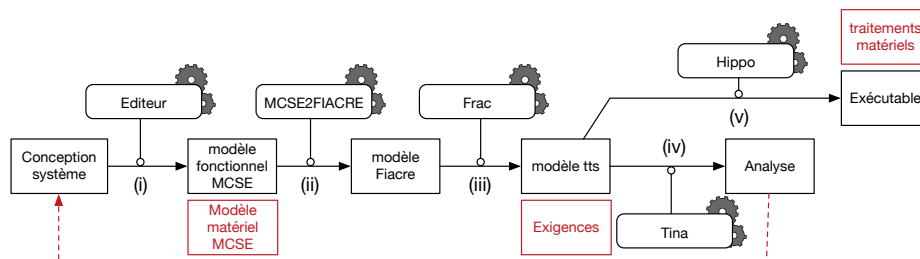 traitements
matériels
Hippo
Editeur
MCSE2FIACRE
Frac
Exécutable
(v)
Conception
système
(i)
modèle
fonctionnel
MCSE
(ii)
modèle
Fiacre
(iii)
modèle tts
(iv)
Analyse
Modèle
matériel
MCSE
Exigences
Tina